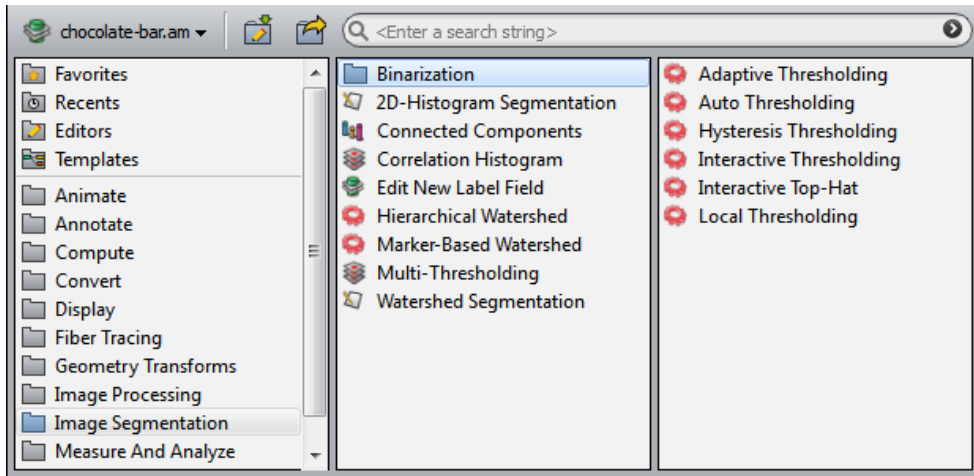 chocolate-bar.am
<Enter a search string>
Favorites
Recents
Editors
Templates
Animate
Annotate
Compute
Convert
Display
Fiber Tracing
Geometry Transforms
Image Processing
Image Segmentation
Measure And Analyze
Binarization
2D-Histogram Segmentation
Connected Components
Correlation Histogram
Edit New Label Field
Hierarchical Watershed
Marker-Based Watershed
Multi-Thresholding
Watershed Segmentation
Adaptive Thresholding
Auto Thresholding
Hysteresis Thresholding
Interactive Thresholding
Interactive Top-Hat
Local Thresholding